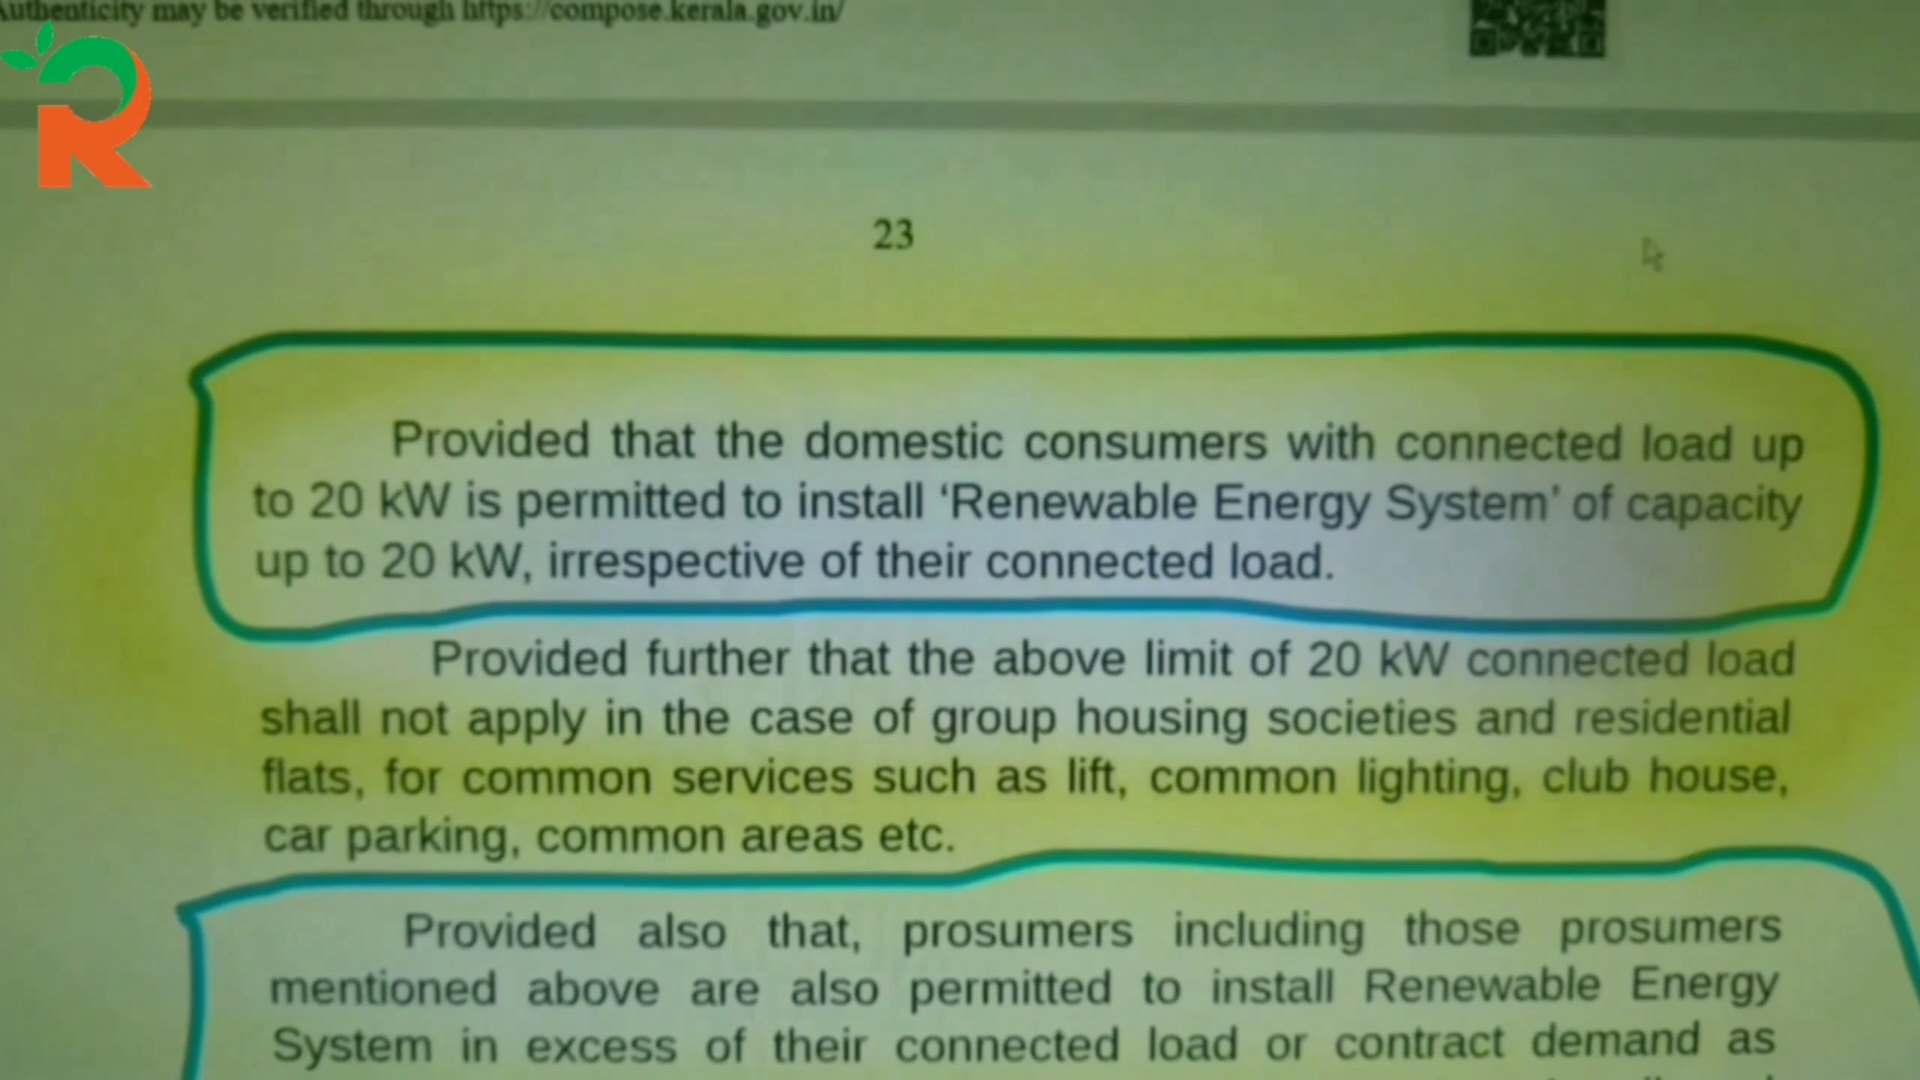 Authenticity may be verified through https://compose.kerala.gov.in/
R
23
Provided that the domestic consumers with connected load up
to 20 kW is permitted to install ‘Renewable Energy System’ of capacity
up to 20 kW, irrespective of their connected load.
Provided further that the above limit of 20 kW connected load
shall not apply in the case of group housing societies and residential
flats, for common services such as lift, common lighting, club house,
car parking, common areas etc.
Provided also that, prosumers including those prosumers
mentioned above are also permitted to install Renewable Energy
System in excess of their connected load or contract demand as